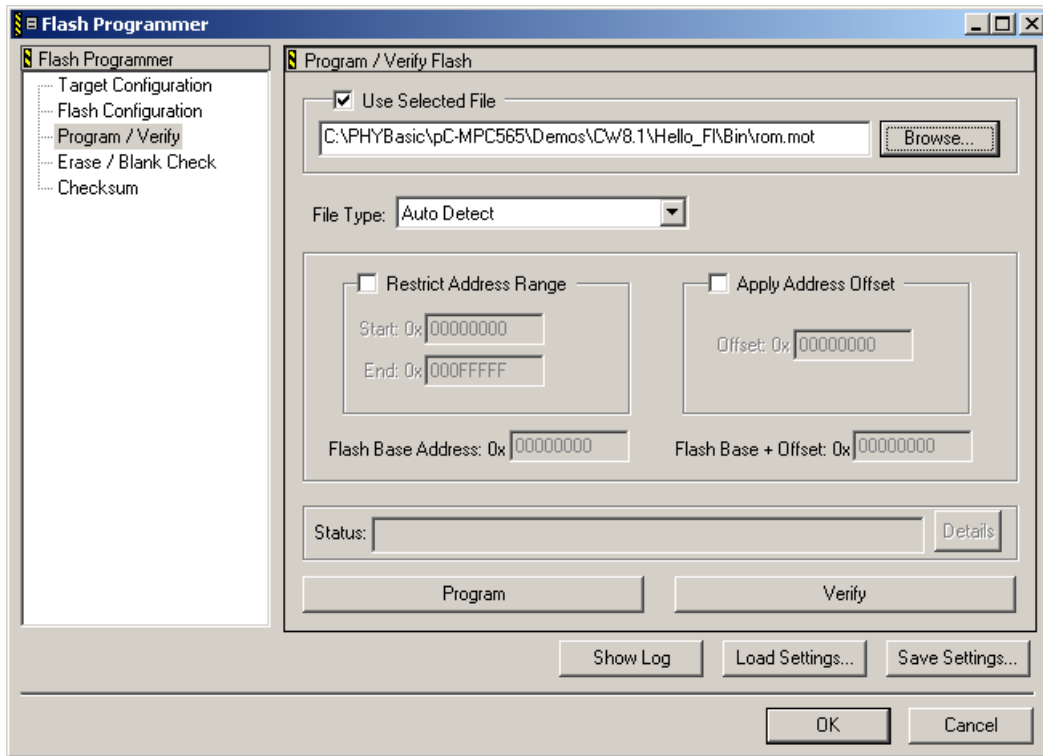 Flash Programmer
Flash Programmer
Target Configuration
Flash Configuration
Program / Verify
Erase / Blank Check
Checksum
Program / Verify Flash
Use Selected File
C:\PHYBasic\pC-MPC565\Demos\CW8.1\Hello_Fl\Bin\rom.mot
Browse...
File Type: Auto Detect
Restrict Address Range
Start: 0x 00000000
End: 0x 000FFFFF
Apply Address Offset
Offset: 0x 00000000
Flash Base Address: 0x 00000000
Flash Base + Offset: 0x 00000000
Status:
Details
Program
Verify
Show Log
Load Settings...
Save Settings...
OK
Cancel